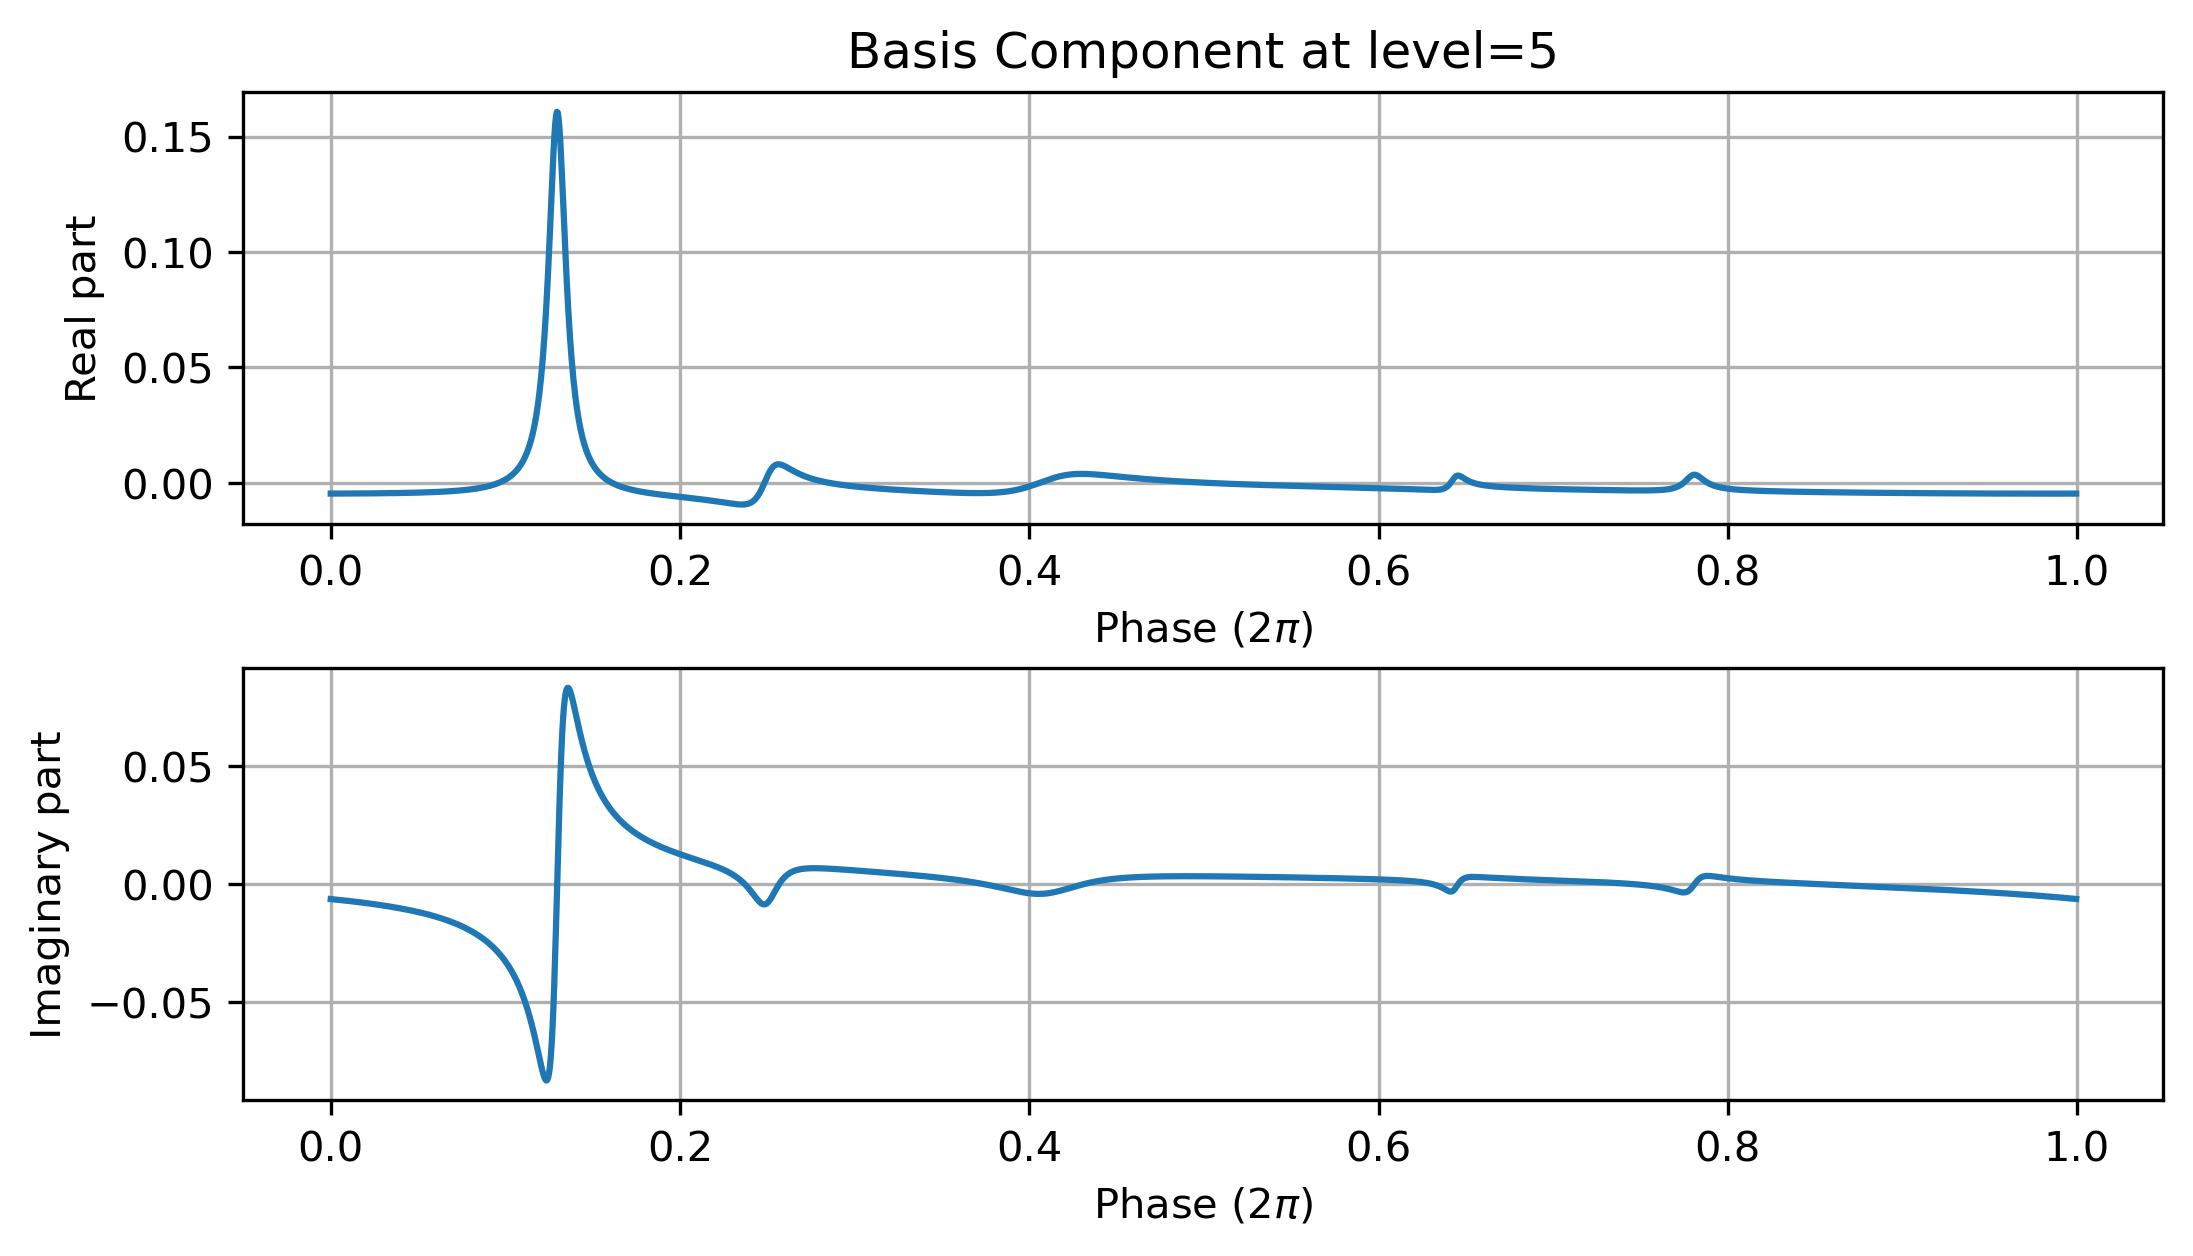 Basis Component at level=5
Real part
0.15
0.10
0.05
0.00
0.0 0.2 0.4 0.6 0.8 1.0
Phase (2π)
Imaginary part
0.05
0.00
−0.05
0.0 0.2 0.4 0.6 0.8 1.0
Phase (2π)